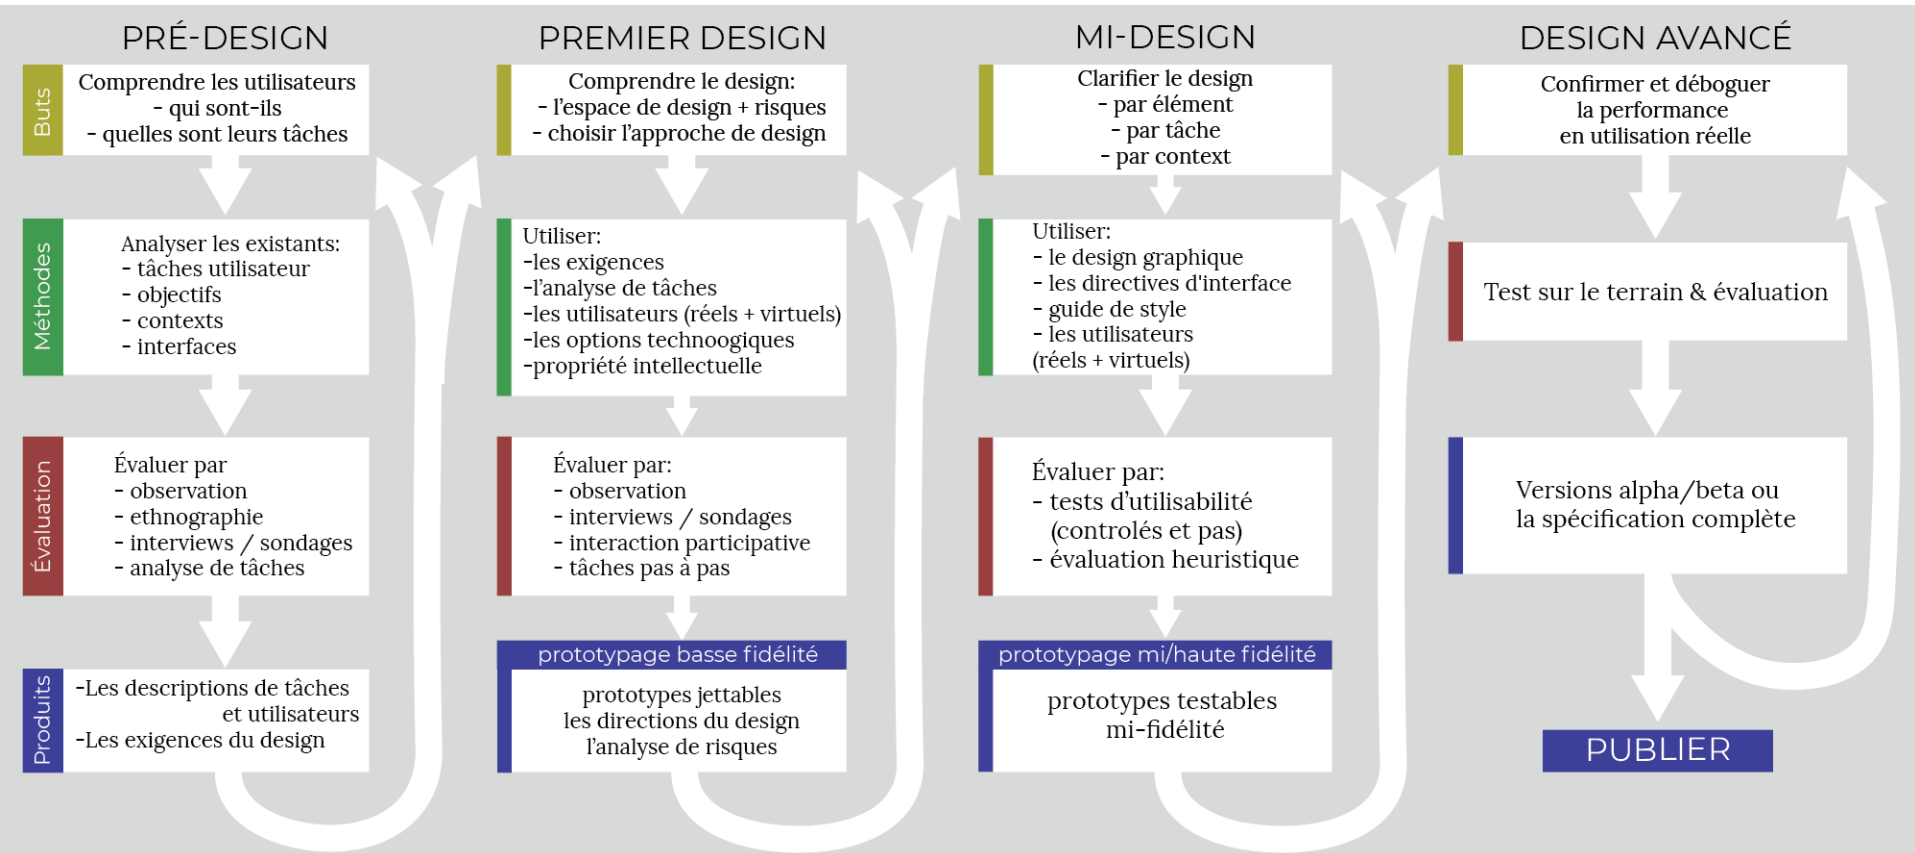 PRÉ-DESIGN
Buts
Comprendre les utilisateurs
- qui sont-ils
- quelles sont leurs tâches
Méthodes
Analyser les existants:
- tâches utilisateur
- objectifs
- contexts
- interfaces
Évaluation
Évaluer par
- observation
- ethnographie
- interviews / sondages
- analyse de tâches
Produits
-Les descriptions de tâches
et utilisateurs
-Les exigences du design
PREMIER DESIGN
Comprendre le design:
- l'espace de design + risques
- choisir l'approche de design
Utiliser:
-les exigences
-l'analyse de tâches
-les utilisateurs (réels + virtuels)
-les options technoogiques
-propriété intellectuelle
Évaluer par:
- observation
- interviews / sondages
- interaction participative
- tâches pas à pas
prototypage basse fidélité
prototypes jettables
les directions du design
l'analyse de risques
MI-DESIGN
Clarifier le design
- par élément
- par tâche
- par context
Utiliser:
- le design graphique
- les directives d'interface
- guide de style
- les utilisateurs
(réels + virtuels)
Évaluer par:
- tests d'utilisabilité
(controlés et pas)
- évaluation heuristique
prototypage mi/haute fidélité
prototypes testables
mi-fidélité
DESIGN AVANCÉ
Confirmer et déboguer
la performance
en utilisation réelle
Test sur le terrain & évaluation
Versions alpha/beta ou
la spécification complète
PUBLIER